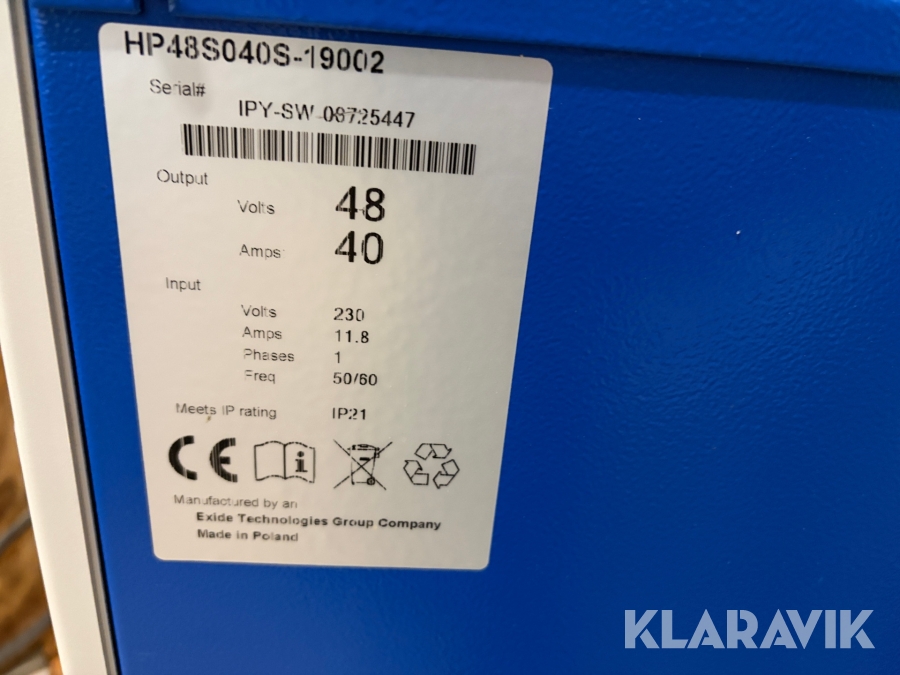 HP48S040S-19002
Serial#
IPY-SW-08725447
Output
Volts 48
Amps 40
Input
Volts 230
Amps 11.8
Phases 1
Freq 50/60
Meets IP rating IP21
CE
Manufactured by an
Exide Technologies Group Company
Made in Poland
KLARAVIK